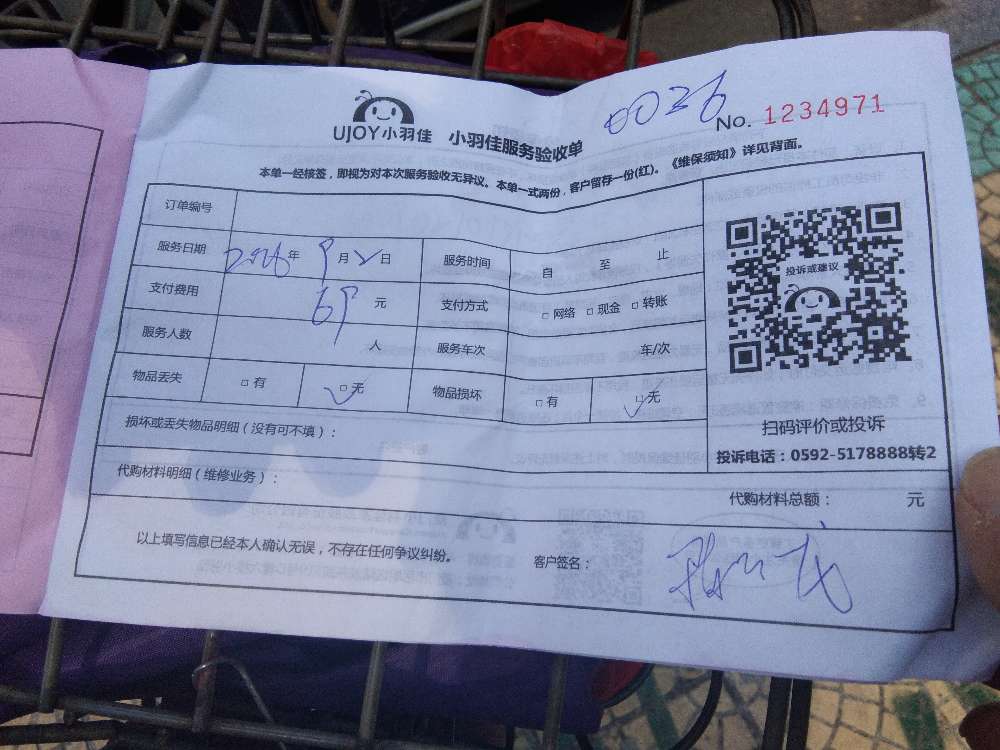 UJOY小羽佳 小羽佳服务验收单 0026 No. 1234971
本单一经核签，即视为对本次服务验收无异议。本单一式两份，客户留存一份(红)。《维保须知》详见背面。
订单编号
服务日期 年 9月 日 服务时间 自 至 止
支付费用 69 元 支付方式 □网络 □现金 □转账
服务人数 人 服务车次 车/次
物品丢失 □有 □无 物品损坏 □有 □无
投诉或建议
扫码评价或投诉
投诉电话：0592-5178888转2
损坏或丢失物品明细（没有可不填）：
代购材料明细（维修业务）：
代购材料总额： 元
以上填写信息已经本人确认无误，不存在任何争议纠纷。 客户签名：